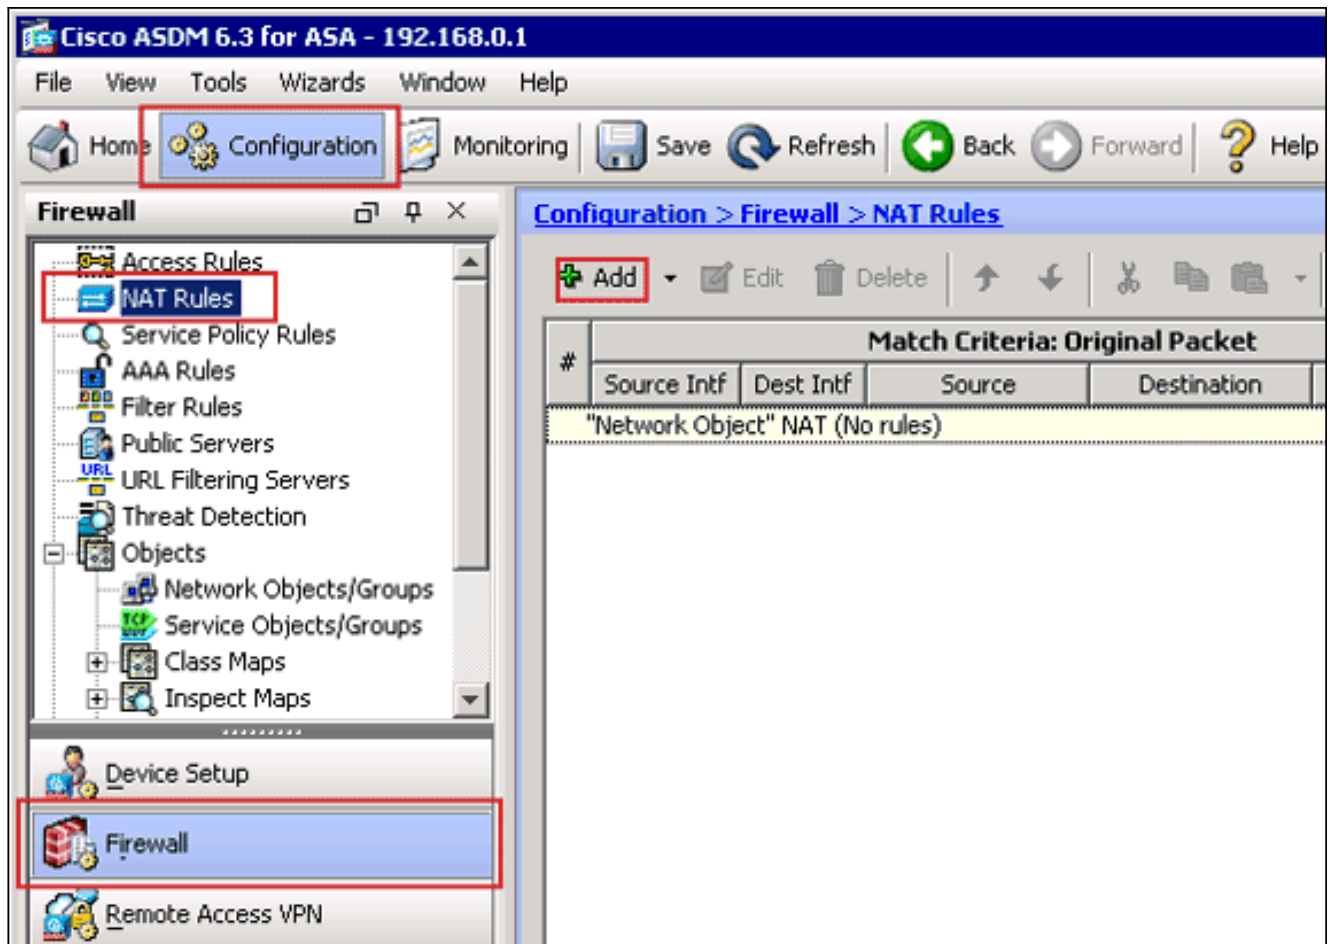 Cisco ASDM 6.3 for ASA - 192.168.0.1
File View Tools Wizards Window Help
Home Configuration Monitoring Save Refresh Back Forward Help
Firewall
Configuration > Firewall > NAT Rules
Access Rules
NAT Rules
Service Policy Rules
AAA Rules
Filter Rules
Public Servers
URL URL Filtering Servers
Threat Detection
Objects
Network Objects/Groups
TCP Service Objects/Groups
Class Maps
Inspect Maps
Add Edit Delete
# Match Criteria: Original Packet
Source Intf Dest Intf Source Destination
"Network Object" NAT (No rules)
Device Setup
Firewall
Remote Access VPN